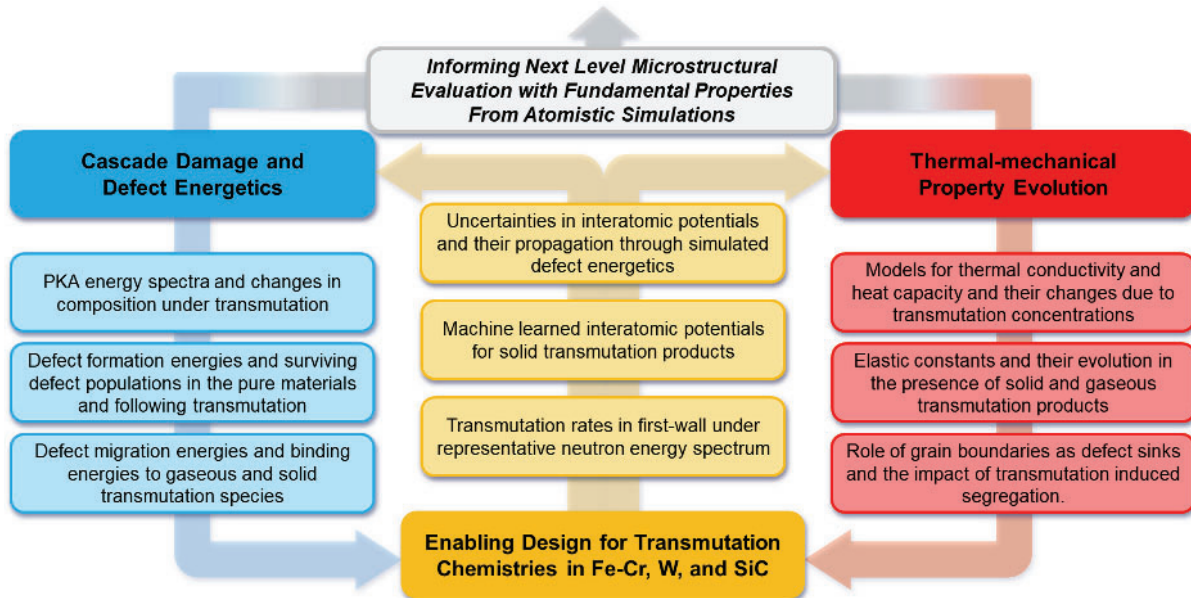 Informing Next Level Microstructural
Evaluation with Fundamental Properties
From Atomistic Simulations
Cascade Damage and
Defect Energetics
PKA energy spectra and changes in
composition under transmutation
Defect formation energies and surviving
defect populations in the pure materials
and following transmutation
Defect migration energies and binding
energies to gaseous and solid
transmutation species
Uncertainties in interatomic potentials
and their propagation through simulated
defect energetics
Machine learned interatomic potentials
for solid transmutation products
Transmutation rates in first-wall under
representative neutron energy spectrum
Enabling Design for Transmutation
Chemistries in Fe-Cr, W, and SiC
Thermal-mechanical
Property Evolution
Models for thermal conductivity and
heat capacity and their changes due to
transmutation concentrations
Elastic constants and their evolution in
the presence of solid and gaseous
transmutation products
Role of grain boundaries as defect sinks
and the impact of transmutation induced
segregation.